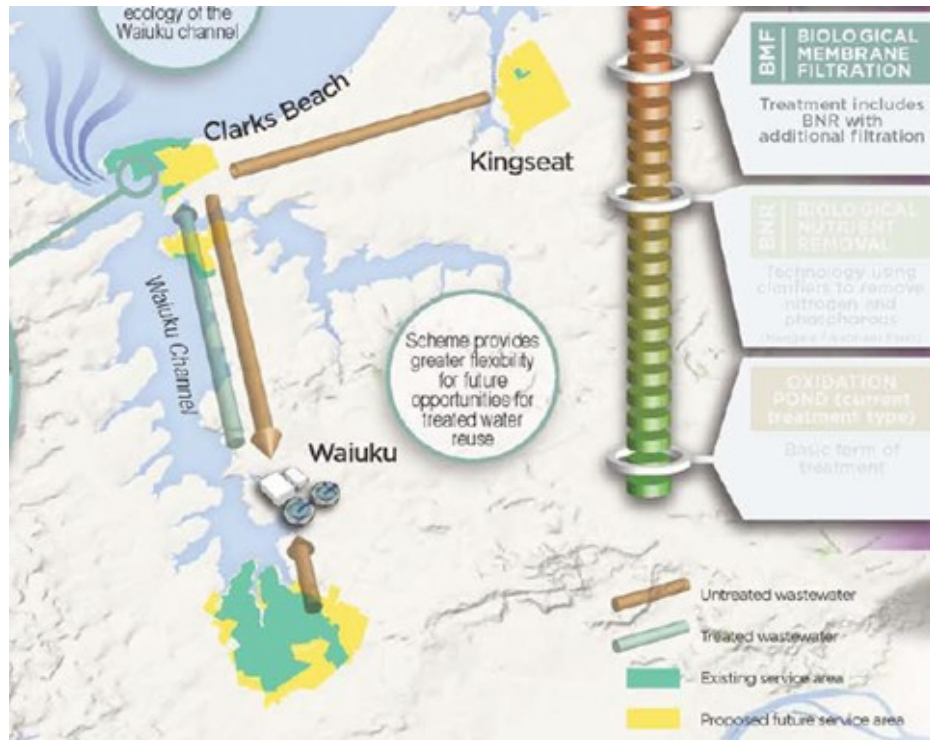 ecology of the
Waiuku channel
Clarks Beach
Kingseat
Waiuku Channel
Scheme provides
greater flexibility
for future
opportunities for
treated water
reuse
Waiuku
BMF
BIOLOGICAL
MEMBRANE
FILTRATION
Treatment includes
BNR with
additional filtration
BNR
BIOLOGICAL
NUTRIENT
REMOVAL
Technology using
clarifiers to remove
nitrogen and
phosphorous
OXIDATION
POND (current
treatment type)
Basic form of
treatment
Untreated wastewater
Treated wastewater
Existing service area
Proposed future service area